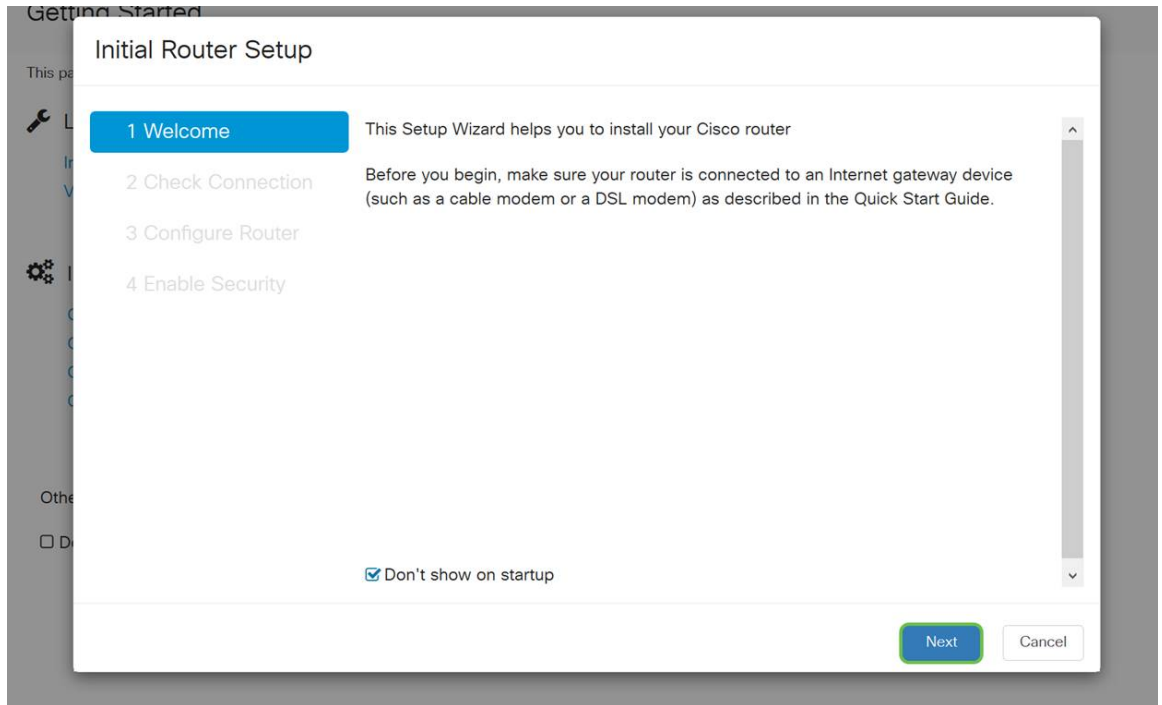 Getting Started
Initial Router Setup
This
1 Welcome
2 Check Connection
3 Configure Router
4 Enable Security
This Setup Wizard helps you to install your Cisco router
Before you begin, make sure your router is connected to an Internet gateway device
(such as a cable modem or a DSL modem) as described in the Quick Start Guide.
Don't show on startup
Next
Cancel